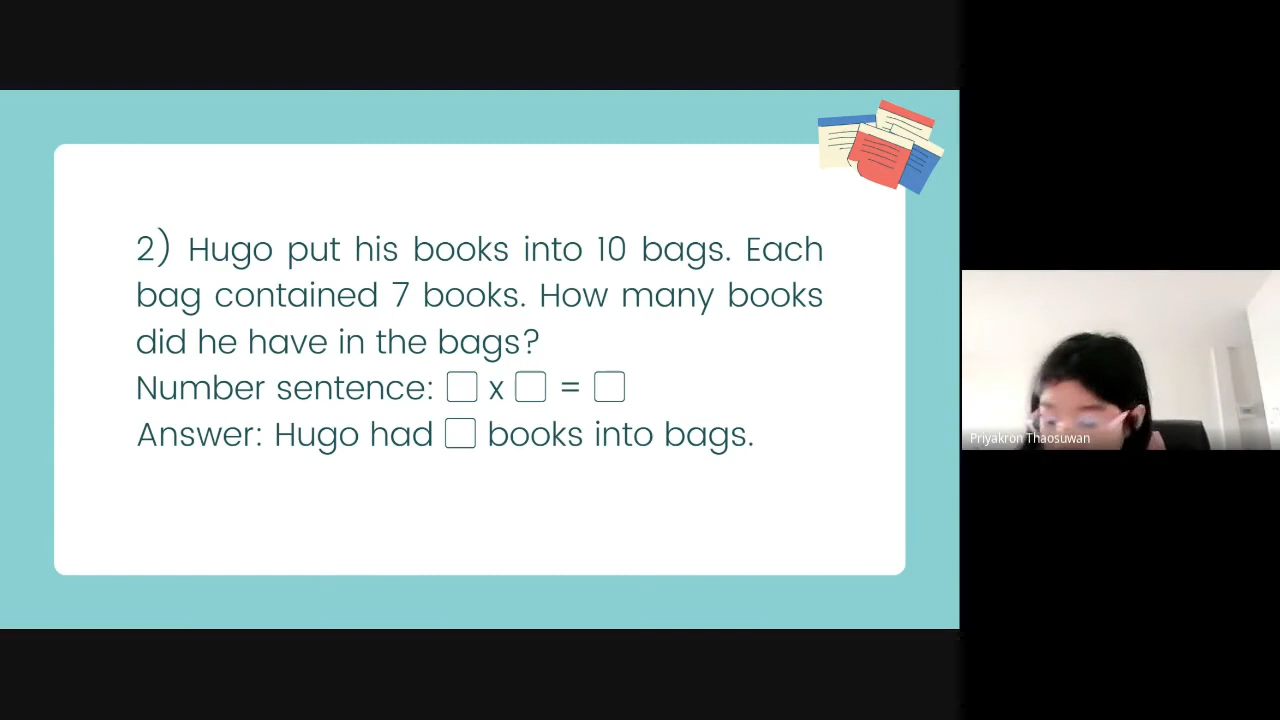 2) Hugo put his books into 10 bags. Each
bag contained 7 books. How many books
did he have in the bags?
Number sentence: □ x □ = □
Answer: Hugo had □ books into bags.
Priyakron Thaosuwan